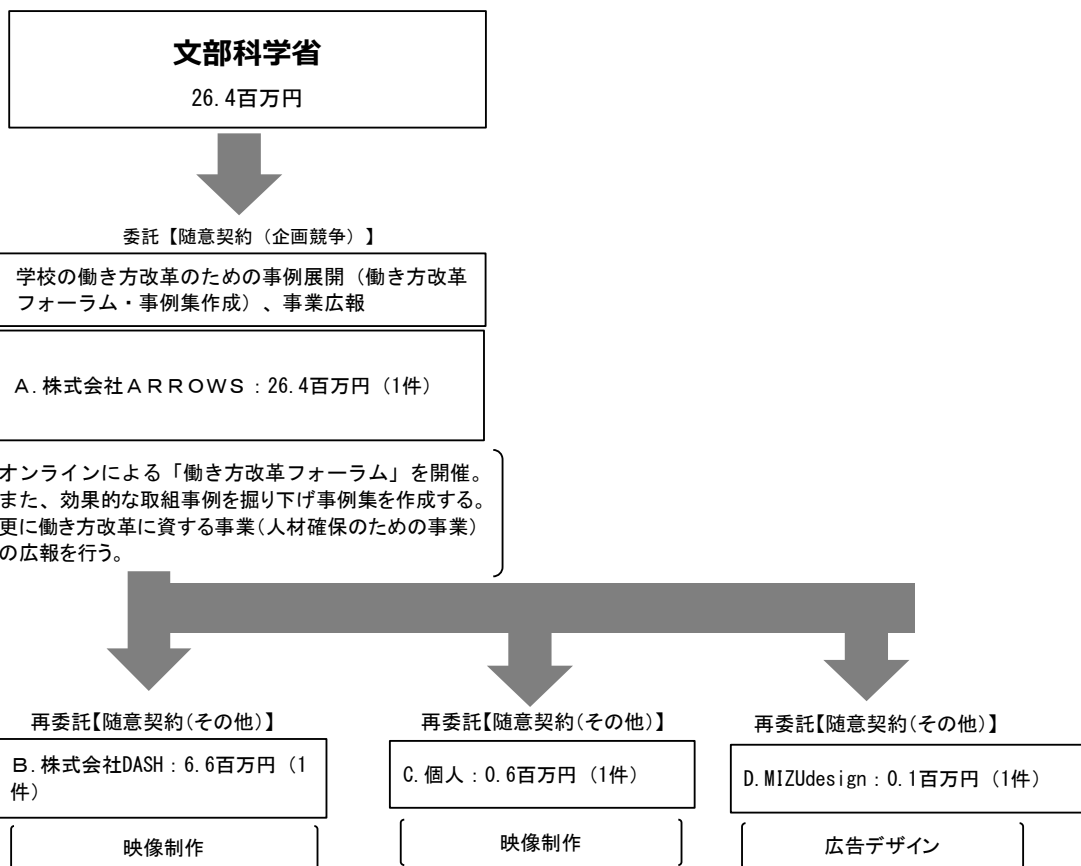 文部科学省
26.4百万円
委託【随意契約（企画競争）】
学校の働き方改革のための事例展開（働き方改革
フォーラム・事例集作成）、事業広報
Ａ.株式会社ＡＲＲＯＷＳ：26.4百万円（1件）
オンラインによる「働き方改革フォーラム」を開催。
また、効果的な取組事例を掘り下げ事例集を作成する。
更に働き方改革に資する事業(人材確保のための事業)
の広報を行う。
再委託【随意契約(その他)】
Ｂ.株式会社DASH：6.6百万円（1
件）
映像制作
再委託【随意契約(その他)】
C.個人：0.6百万円（1件）
映像制作
再委託【随意契約(その他)】
D.MIZUdesign：0.1百万円（1件）
広告デザイン